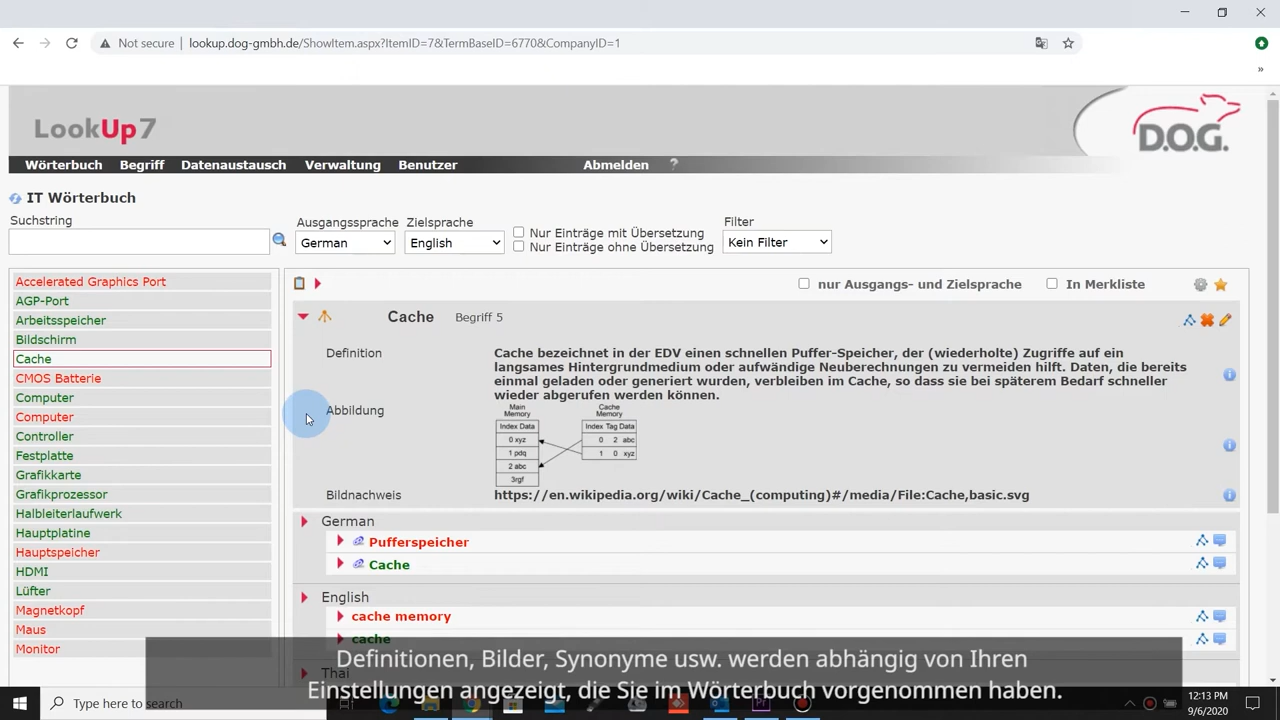 Not secure
lookup.dog-gmbh.de/ShowItem.aspx?ItemID=7&TermBaseID=6770&CompanyID=1
»
LookUp7
D.O.G.
Wörterbuch Begriff Datenaustausch Verwaltung Benutzer Abmelden ?
IT Wörterbuch
Suchstring
Ausgangssprache
Zielsprache
Filter
German
English
Nur Einträge mit Übersetzung
Nur Einträge ohne Übersetzung
Kein Filter
Accelerated Graphics Port
AGP-Port
Arbeitsspeicher
Bildschirm
Cache
CMOS Batterie
Computer
Computer
Controller
Festplatte
Grafikkarte
Grafikprozessor
Halbleiterlaufwerk
Hauptplatine
Hauptspeicher
HDMI
Lüfter
Magnetkopf
Maus
Monitor
nur Ausgangs- und Zielsprache
In Merkliste
Cache Begriff 5
Definition
Cache bezeichnet in der EDV einen schnellen Puffer-Speicher, der (wiederholte) Zugriffe auf ein
langsames Hintergrundmedium oder aufwändige Neuberechnungen zu vermeiden hilft. Daten, die bereits
einmal geladen oder generiert wurden, verbleiben im Cache, so dass sie bei späterem Bedarf schneller
wieder abgerufen werden können.
Abbildung
Main
Memory
Index Data
0 xyz
1 pdq
2 abc
3rgf
Cache
Memory
Index Tag Data
0 2 abc
1 0 xyz
Bildnachweis
https://en.wikipedia.org/wiki/Cache_(computing)#/media/File:Cache,basic.svg
German
Pufferspeicher
Cache
English
cache memory
cache
Thai
Definitionen, Bilder, Synonyme usw. werden abhängig von Ihren
Einstellungen angezeigt, die Sie im Wörterbuch vorgenommen haben.
Type here to search
Pr
12:13 PM
9/6/2020